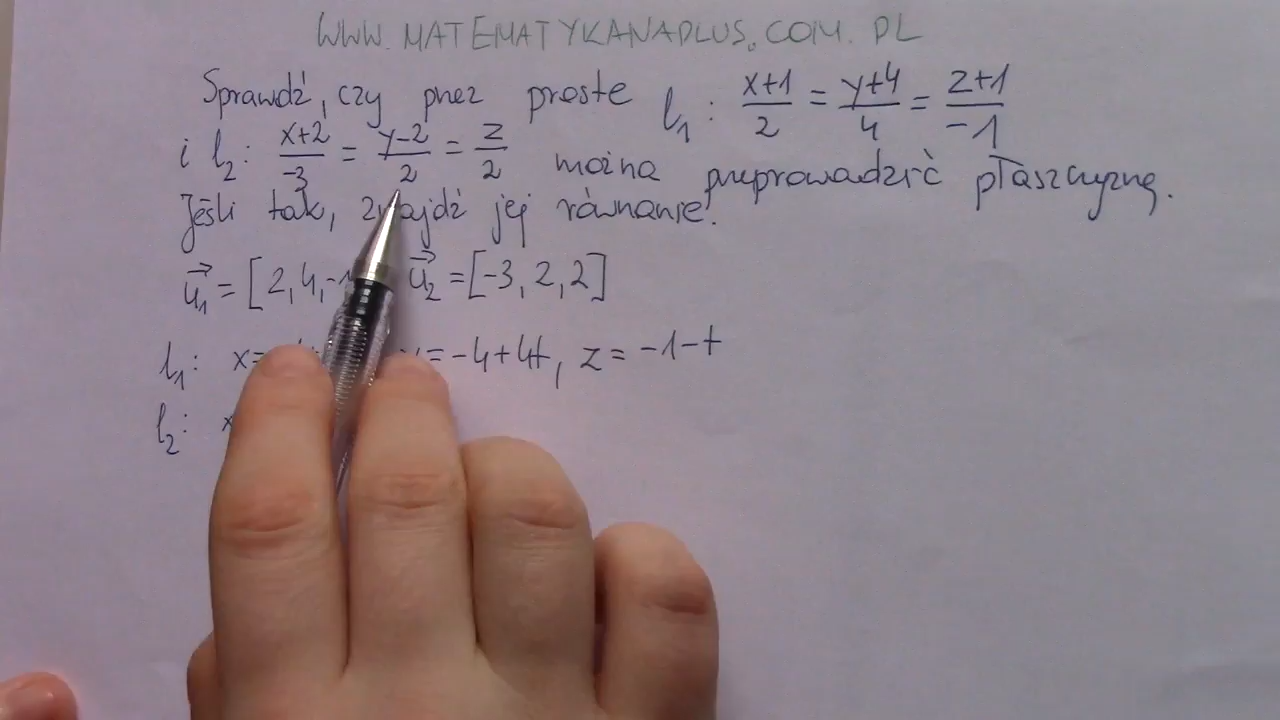 WWW.MATEMATYKANAPLUS.COM.PL
Sprawdź, czy przez proste l₁: (x+1)/2 = (y+4)/4 = (z+1)/-1
i l₂: (x+2)/-3 = (y-2)/2 = z/2 można przeprowadzić płaszczyznę.
Jeśli tak, znajdź jej równanie.
u₁ = [2,4,-1 u₂ = [-3,2,2]
l₁: x= = -4+4t, z = -1-t
l₂: x